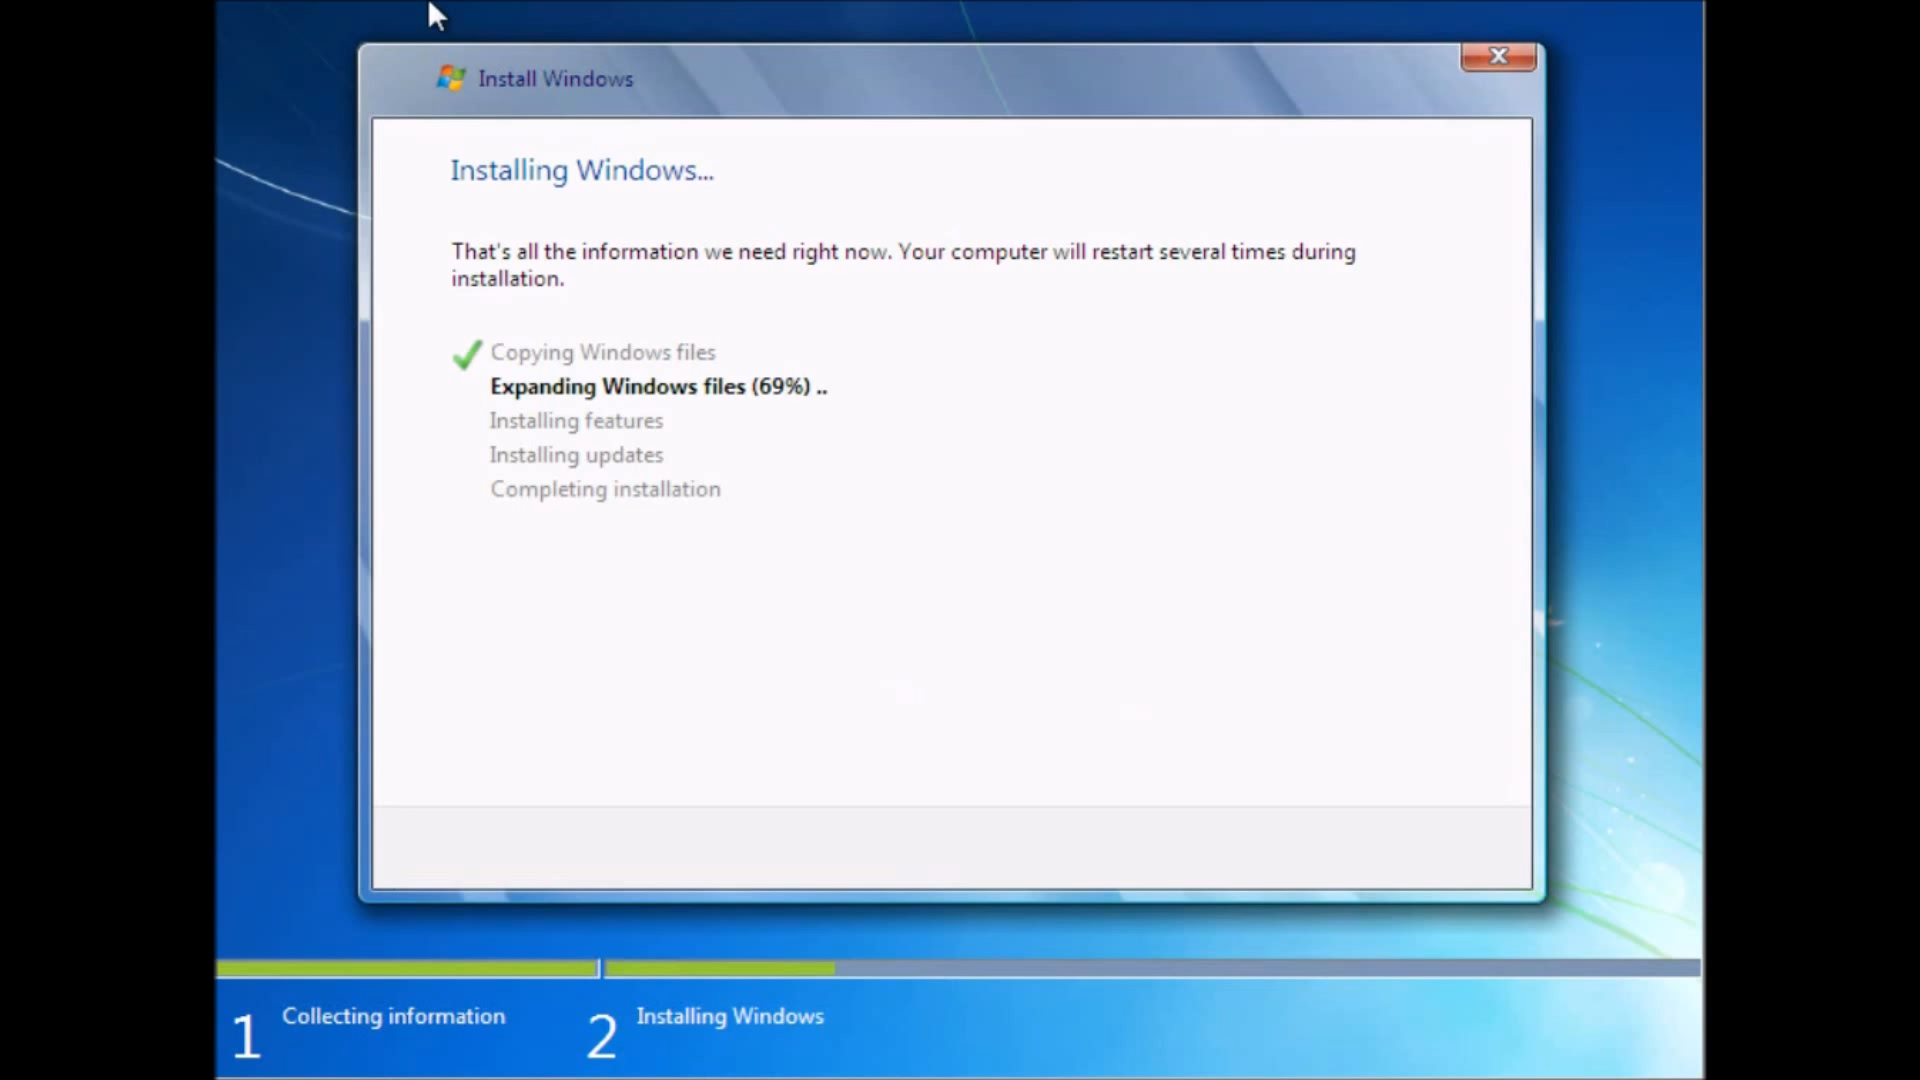 Install Windows
Installing Windows...
That's all the information we need right now. Your computer will restart several times during
installation.
Copying Windows files
Expanding Windows files (69%) ..
Installing features
Installing updates
Completing installation
1 Collecting information
2 Installing Windows